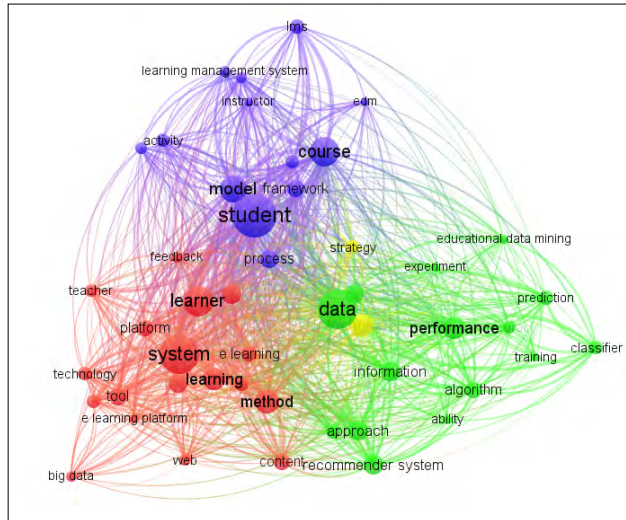 lms
learning management system
instructor
edm
activity
course
model
framework
student
process
strategy
educational data mining
feedback
experiment
teacher
learner
data
prediction
platform
performance
system
e learning
classifier
training
technology
learning
information
tool
method
algorithm
e learning platform
approach
ability
web
content
recommender system
big data